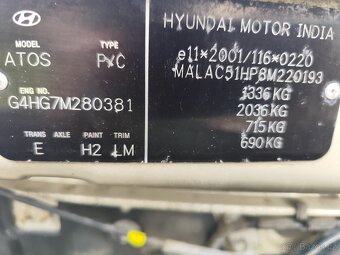 HYUNDAI MOTOR INDIA
MODEL TYPE
ATOS PVC
ENG NO.
G4HG7M280381
TRANS AXLE PAINT TRIM
E H2 LM
e11*2001/116*0220
MALAC51HP8M220193
1336 KG
2036 KG
715 KG
690 KG